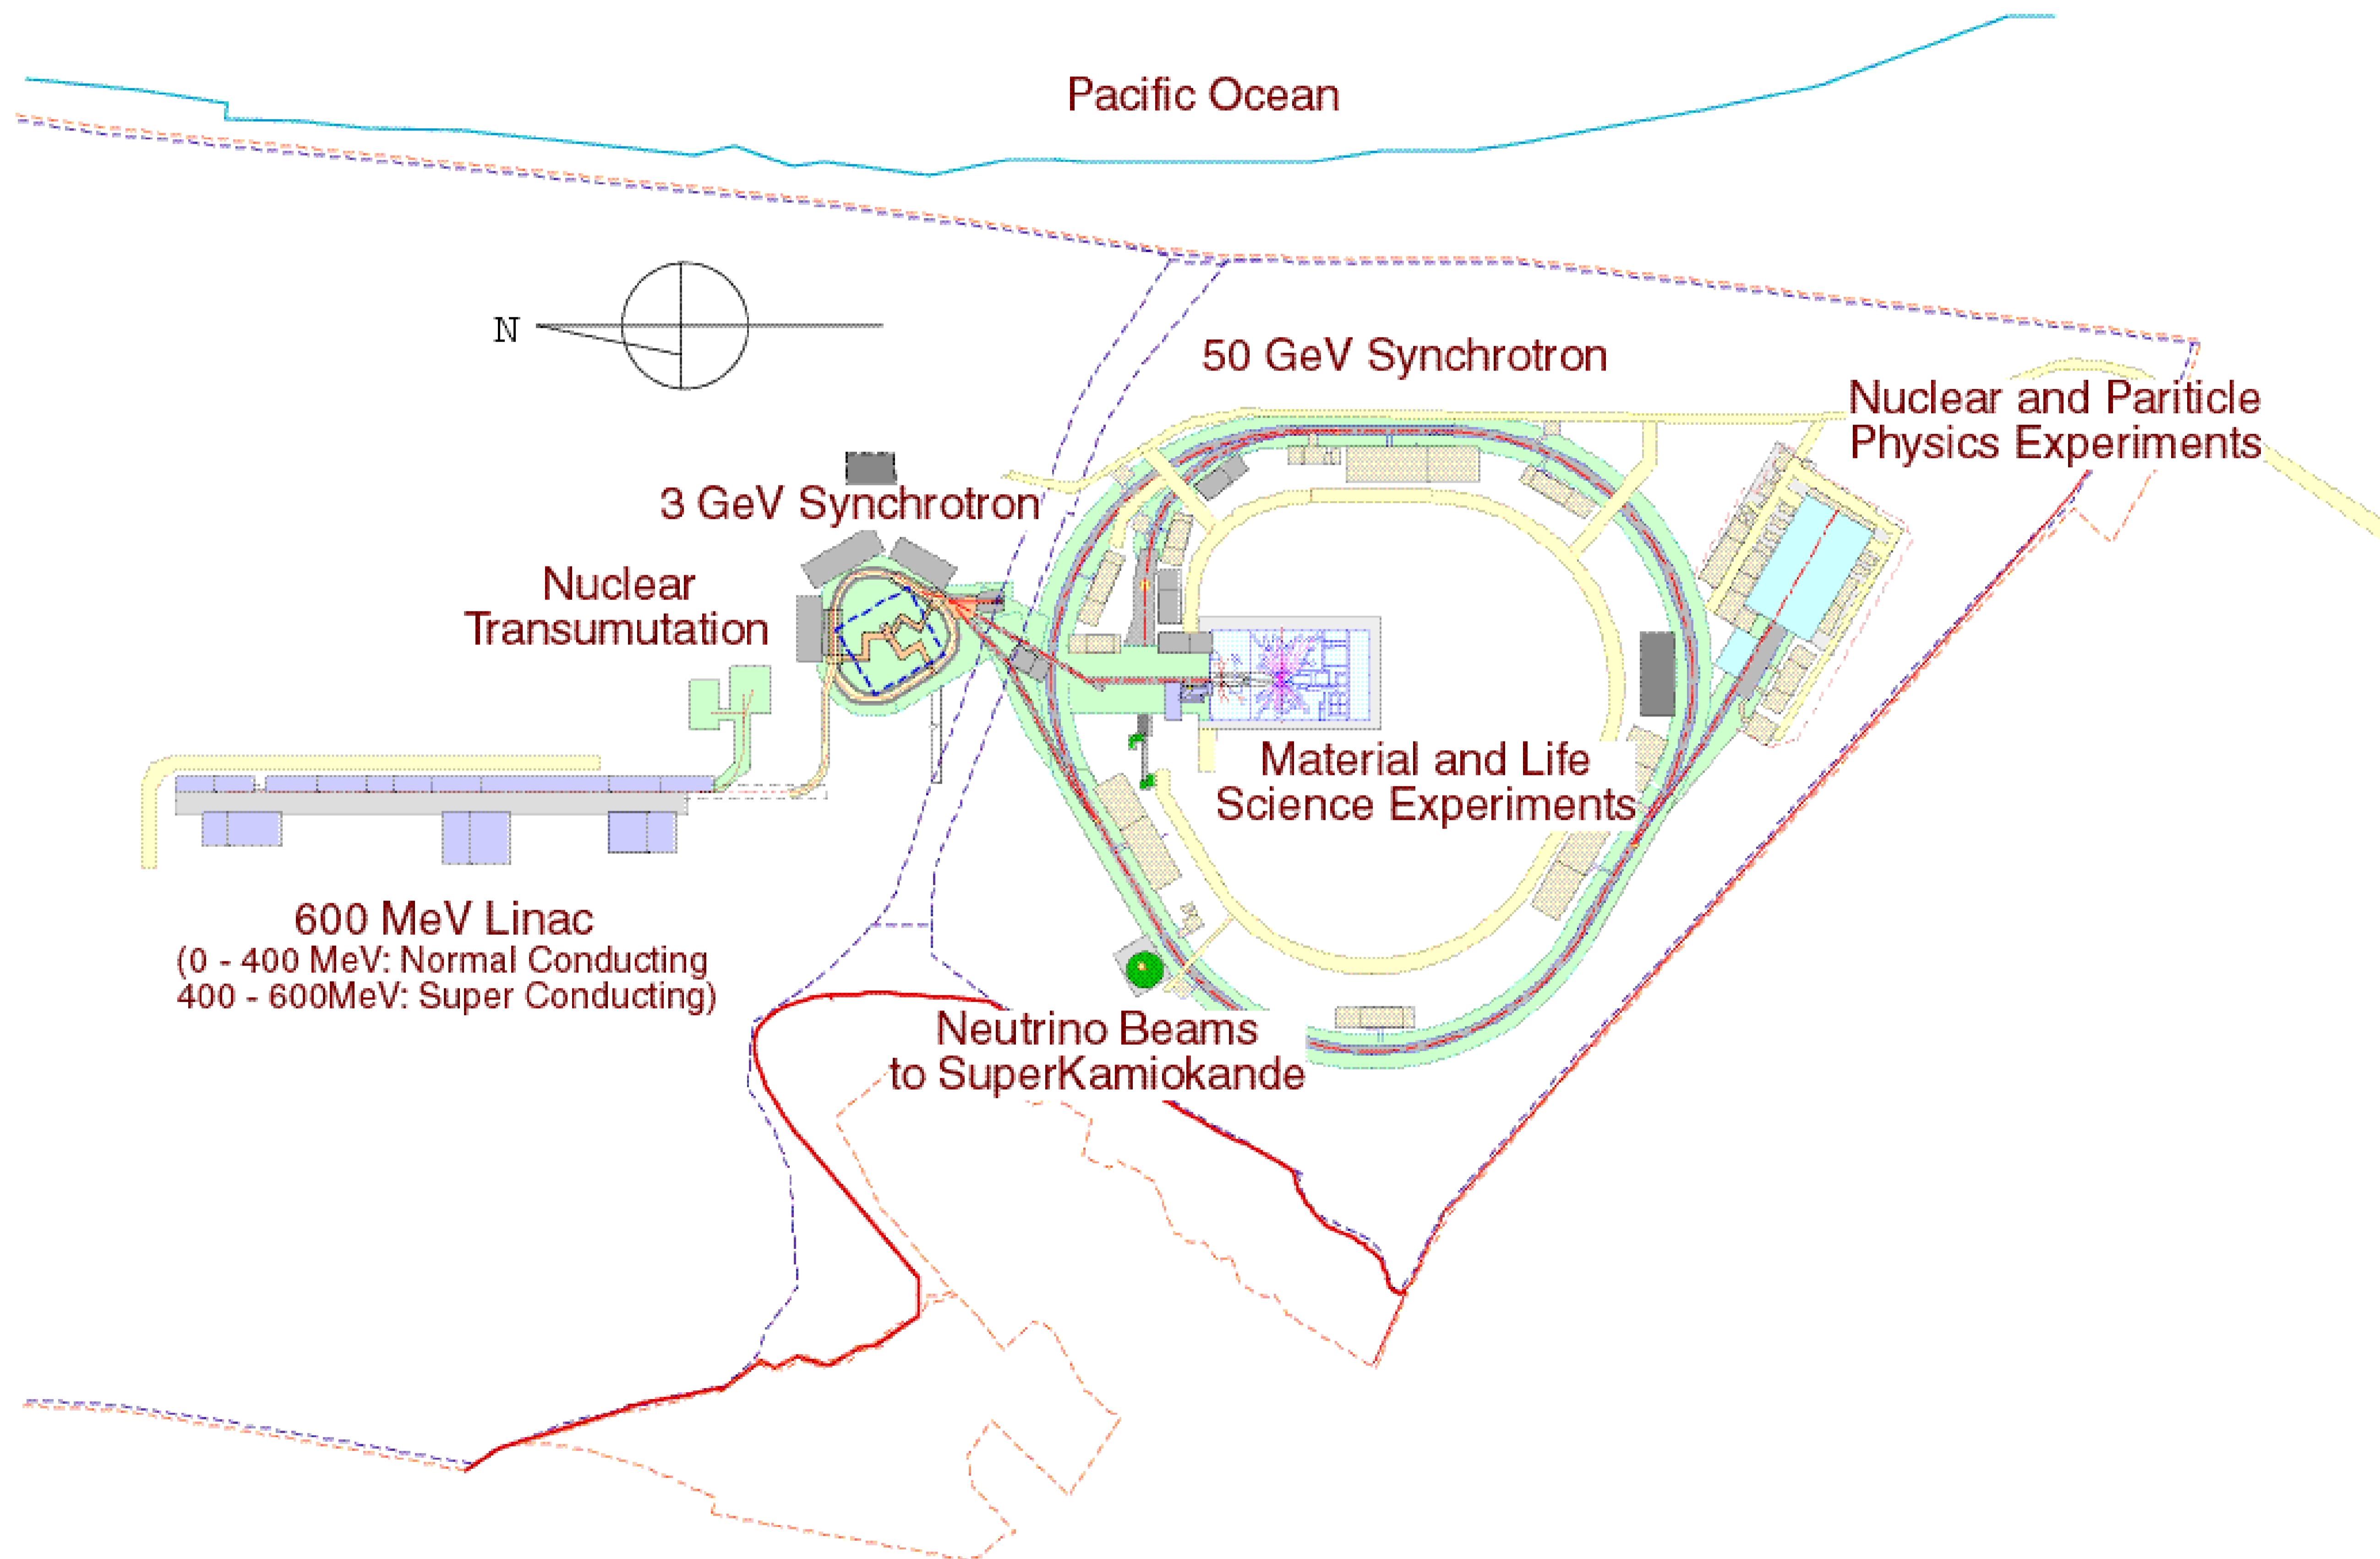 Pacific Ocean
N
50 GeV Synchrotron
Nuclear and Pariticle
Physics Experiments
3 GeV Synchrotron
Nuclear
Transumutation
Material and Life
Science Experiments
600 MeV Linac
(0 - 400 MeV: Normal Conducting
400 - 600MeV: Super Conducting)
Neutrino Beams
to SuperKamiokande